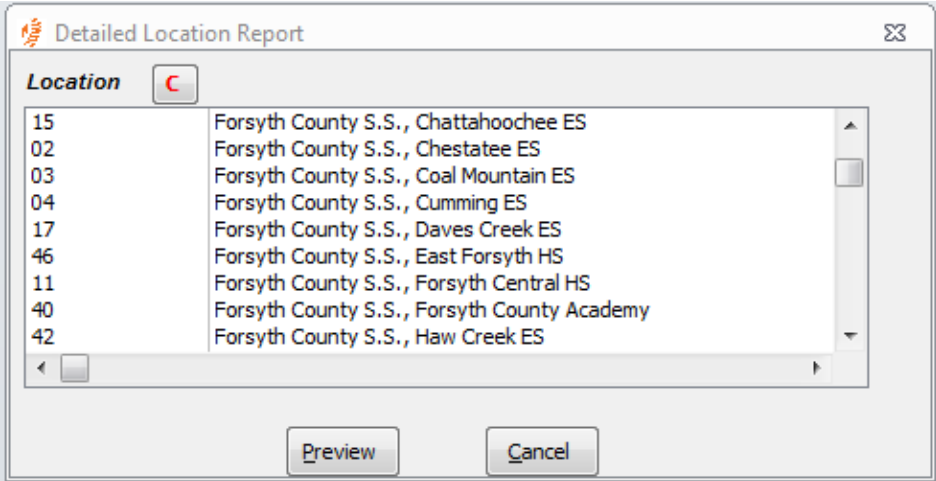 Detailed Location Report
Location C
15 Forsyth County S.S., Chattahoochee ES
02 Forsyth County S.S., Chestatee ES
03 Forsyth County S.S., Coal Mountain ES
04 Forsyth County S.S., Cumming ES
17 Forsyth County S.S., Daves Creek ES
46 Forsyth County S.S., East Forsyth HS
11 Forsyth County S.S., Forsyth Central HS
40 Forsyth County S.S., Forsyth County Academy
42 Forsyth County S.S., Haw Creek ES
Preview Cancel